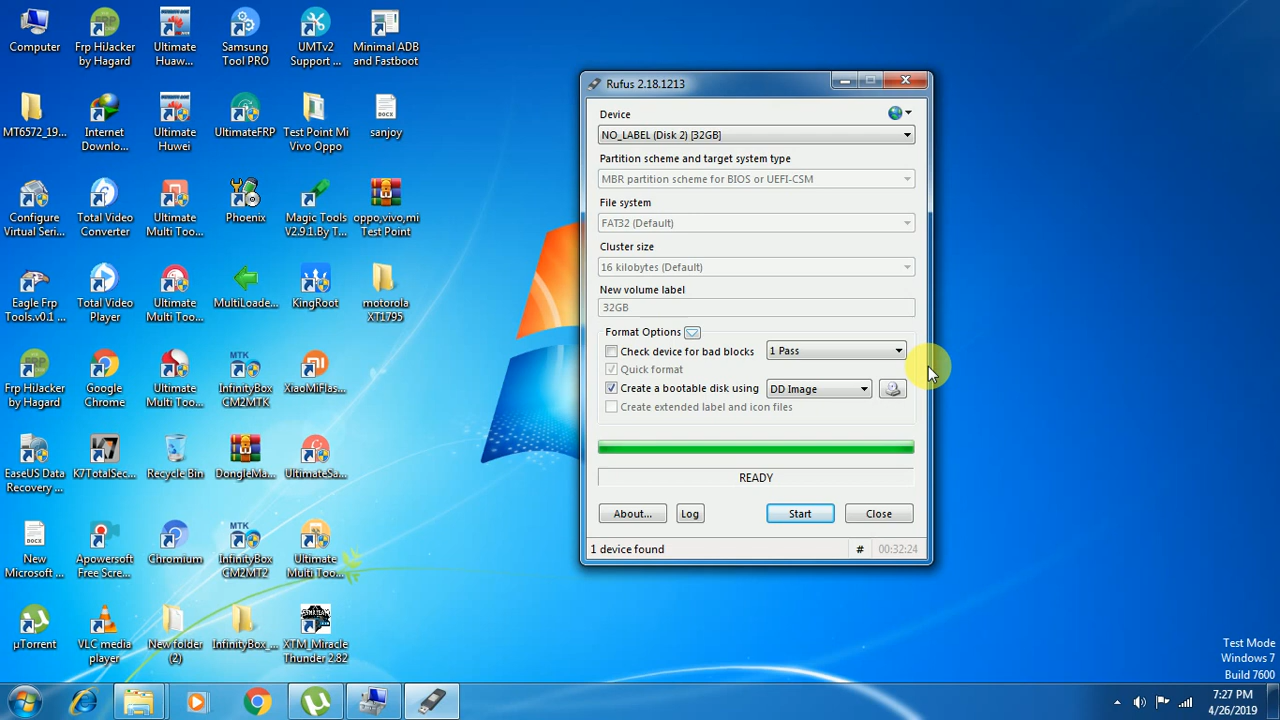 Computer
Frp HiJacker
by Hagard
Ultimate
Huaw...
Samsung
Tool PRO
UMTv2
Support ...
Minimal ADB
and Fastboot
MT6572_19...
Internet
Downlo...
Ultimate
Huwei
UltimateFRP
Test Point Mi
Vivo Oppo
sanjoy
Configure
Virtual Seri...
Total Video
Converter
Ultimate
Multi Too...
Phoenix
Magic Tools
V2.9.1.By T...
oppo,vivo,mi
Test Point
Eagle Frp
Tools.v0.1 ...
Total Video
Player
Ultimate
Multi Too...
MultiLoade...
KingRoot
motorola
XT1795
Frp HiJacker
by Hagard
Google
Chrome
Ultimate
Multi Too...
MTK
InfinityBox
CM2MTK
XiaoMiFlas...
EaseUS Data
Recovery ...
K7TotalSec...
Recycle Bin
DongleMa...
UltimateSa...
New
Microsoft ...
Apowersoft
Free Scre...
Chromium
MTK
InfinityBox
CM2MT2
Ultimate
Multi Too...
µTorrent
VLC media
player
New folder
(2)
InfinityBox_...
XTM_Miracle
Thunder 2.82
Rufus 2.18.1213
Device
NO_LABEL (Disk 2) [32GB]
Partition scheme and target system type
MBR partition scheme for BIOS or UEFI-CSM
File system
FAT32 (Default)
Cluster size
16 kilobytes (Default)
New volume label
32GB
Format Options
Check device for bad blocks
1 Pass
Quick format
Create a bootable disk using
DD Image
Create extended label and icon files
READY
About...
Log
Start
Close
1 device found
#
00:32:24
Test Mode
Windows 7
Build 7600
7:27 PM
4/26/2019